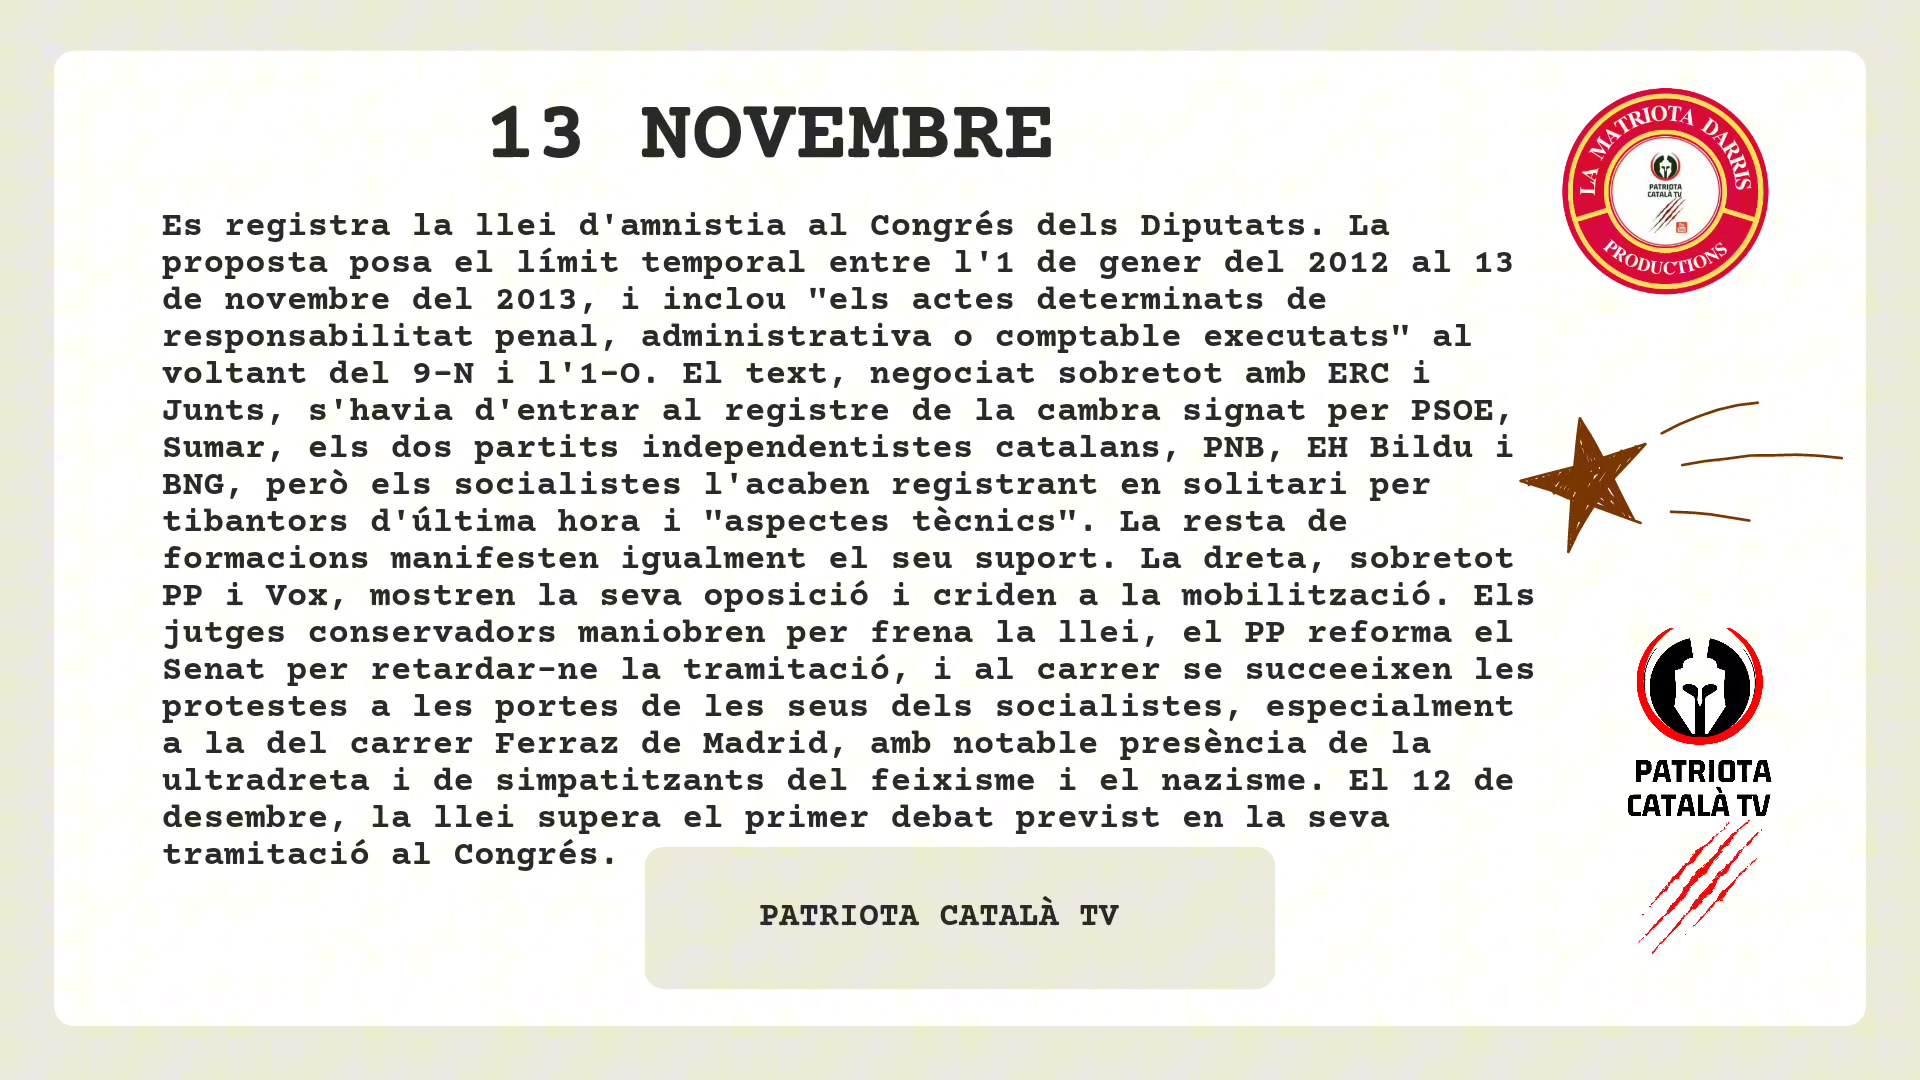 13 NOVEMBRE
Es registra la llei d'amnistia al Congrés dels Diputats. La
proposta posa el límit temporal entre l'1 de gener del 2012 al 13
de novembre del 2013, i inclou "els actes determinats de
responsabilitat penal, administrativa o comptable executats" al
voltant del 9-N i l'1-O. El text, negociat sobretot amb ERC i
Junts, s'havia d'entrar al registre de la cambra signat per PSOE,
Sumar, els dos partits independentistes catalans, PNB, EH Bildu i
BNG, però els socialistes l'acaben registrant en solitari per
tibantors d'última hora i "aspectes tècnics". La resta de
formacions manifesten igualment el seu suport. La dreta, sobretot
PP i Vox, mostren la seva oposició i criden a la mobilització. Els
jutges conservadors maniobren per frena la llei, el PP reforma el
Senat per retardar-ne la tramitació, i al carrer se succeeixen les
protestes a les portes de les seus dels socialistes, especialment
a la del carrer Ferraz de Madrid, amb notable presència de la
ultradreta i de simpatitzants del feixisme i el nazisme. El 12 de
desembre, la llei supera el primer debat previst en la seva
tramitació al Congrés.
PATRIOTA CATALÀ TV
LA MATRIOTA DARRIS
PATRIOTA
CATALÀ TV
PRODUCTIONS
PATRIOTA
CATALÀ TV